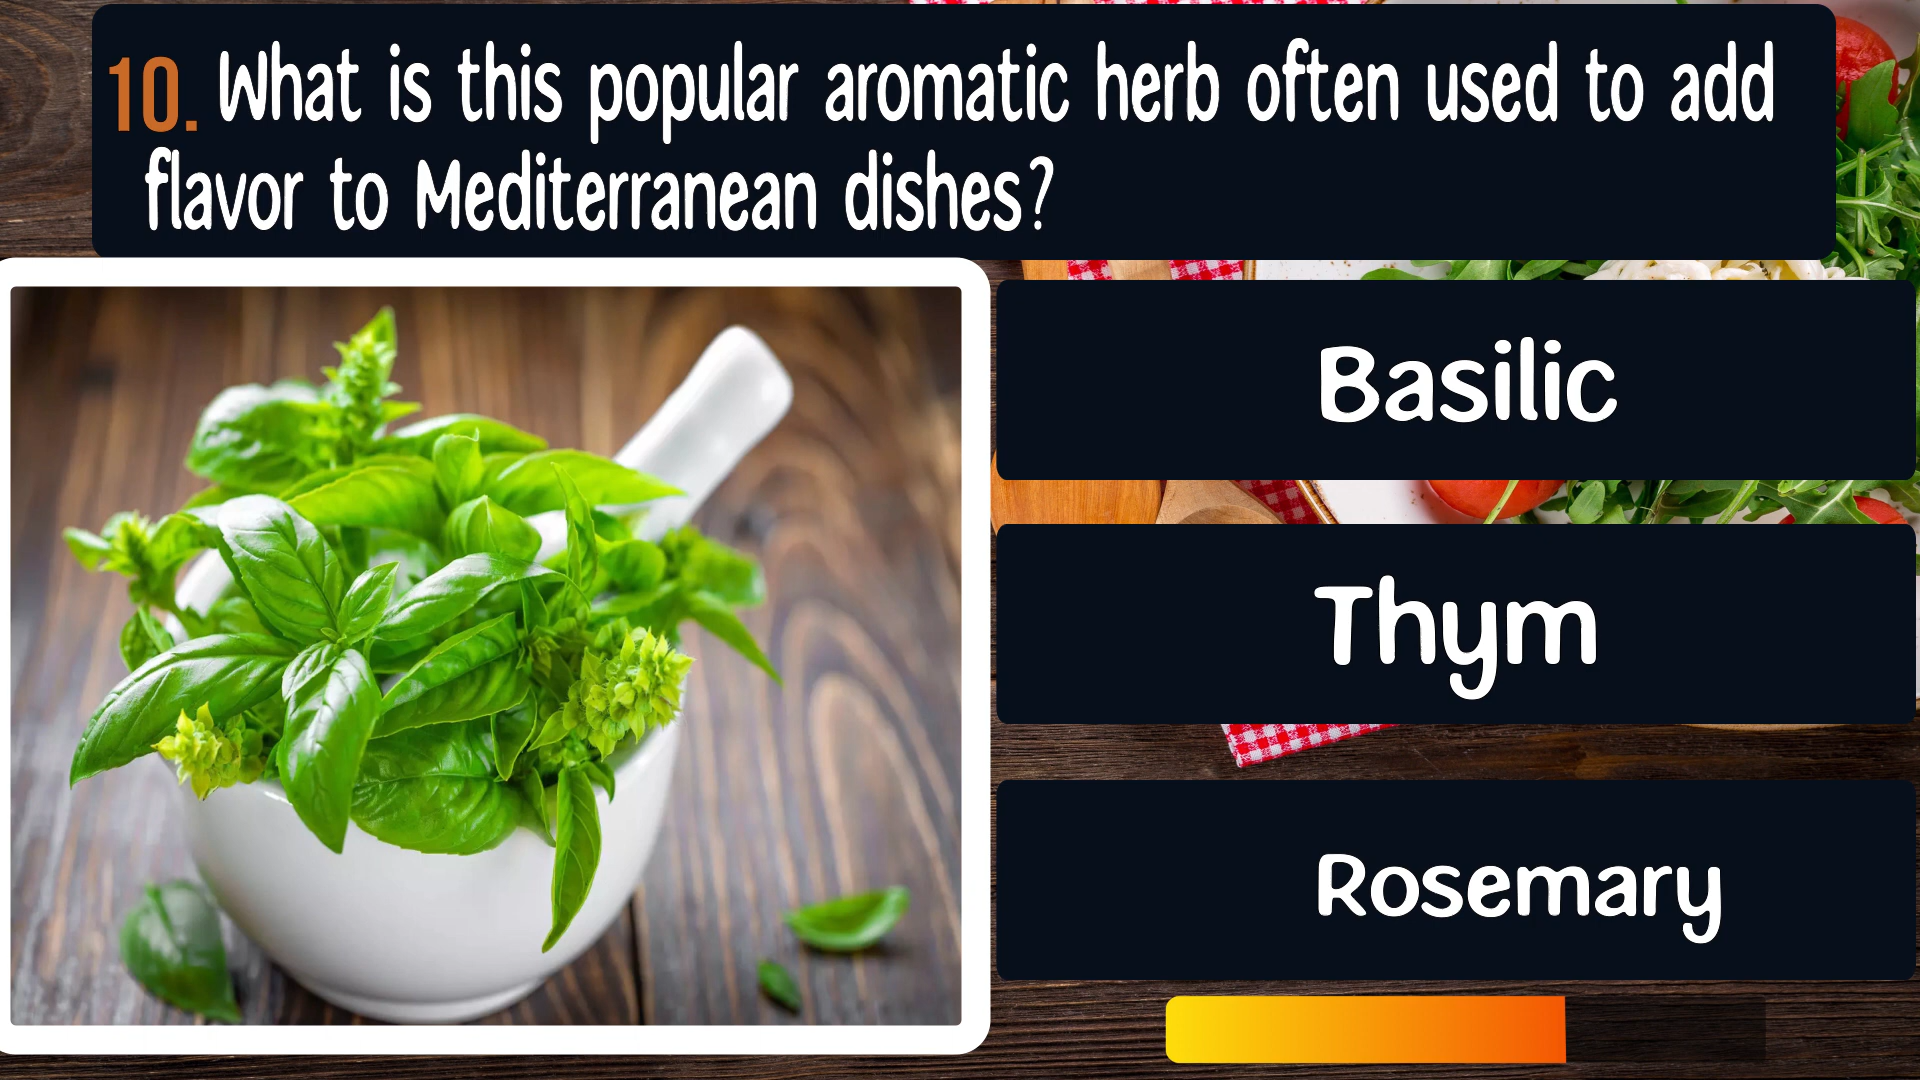 10. What is this popular aromatic herb often used to add
flavor to Mediterranean dishes?
Basilic
Thym
Rosemary